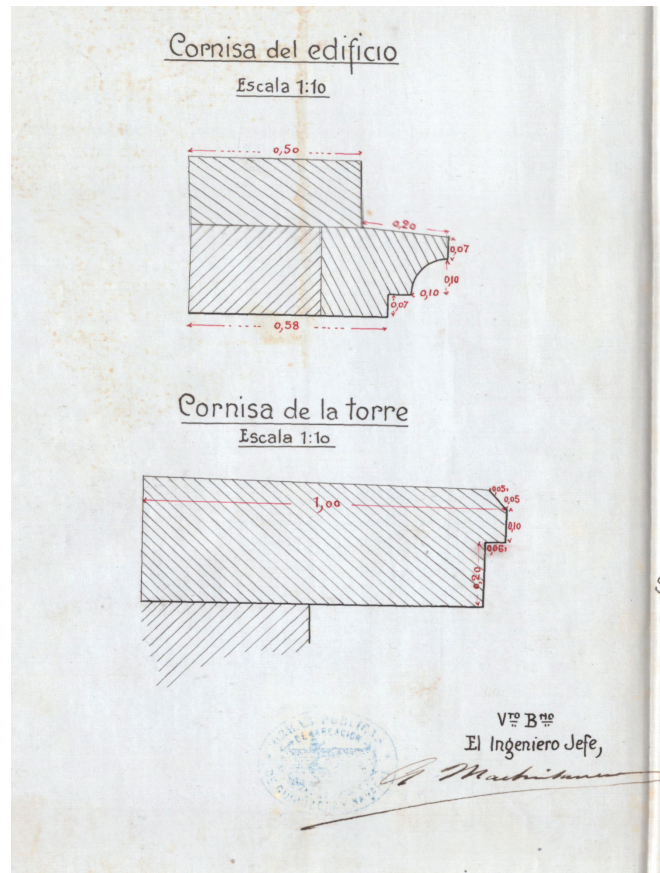 Cornisa del edificio
Escala 1:10
0,50
0,20
0,07
0,10
0,10
0,07
0,58
Cornisa de la torre
Escala 1:10
0,05
0,05
1,00
0,10
0,06
0,20
Vᵀᴼ Bᴺᴼ
El Ingeniero Jefe,